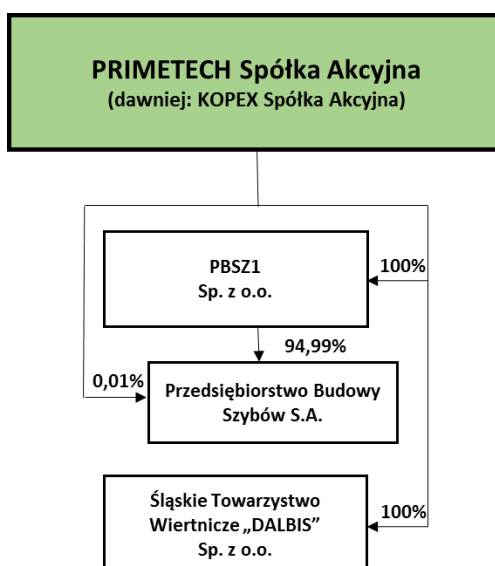 PRIMETECH Spółka Akcyjna
(dawniej: KOPEX Spółka Akcyjna)
PBSZ1
Sp. z o.o.
100%
94,99%
0,01%
Przedsiębiorstwo Budowy
Szybów S.A.
Śląskie Towarzystwo
Wiertnicze „DALBIS”
Sp. z o.o.
100%